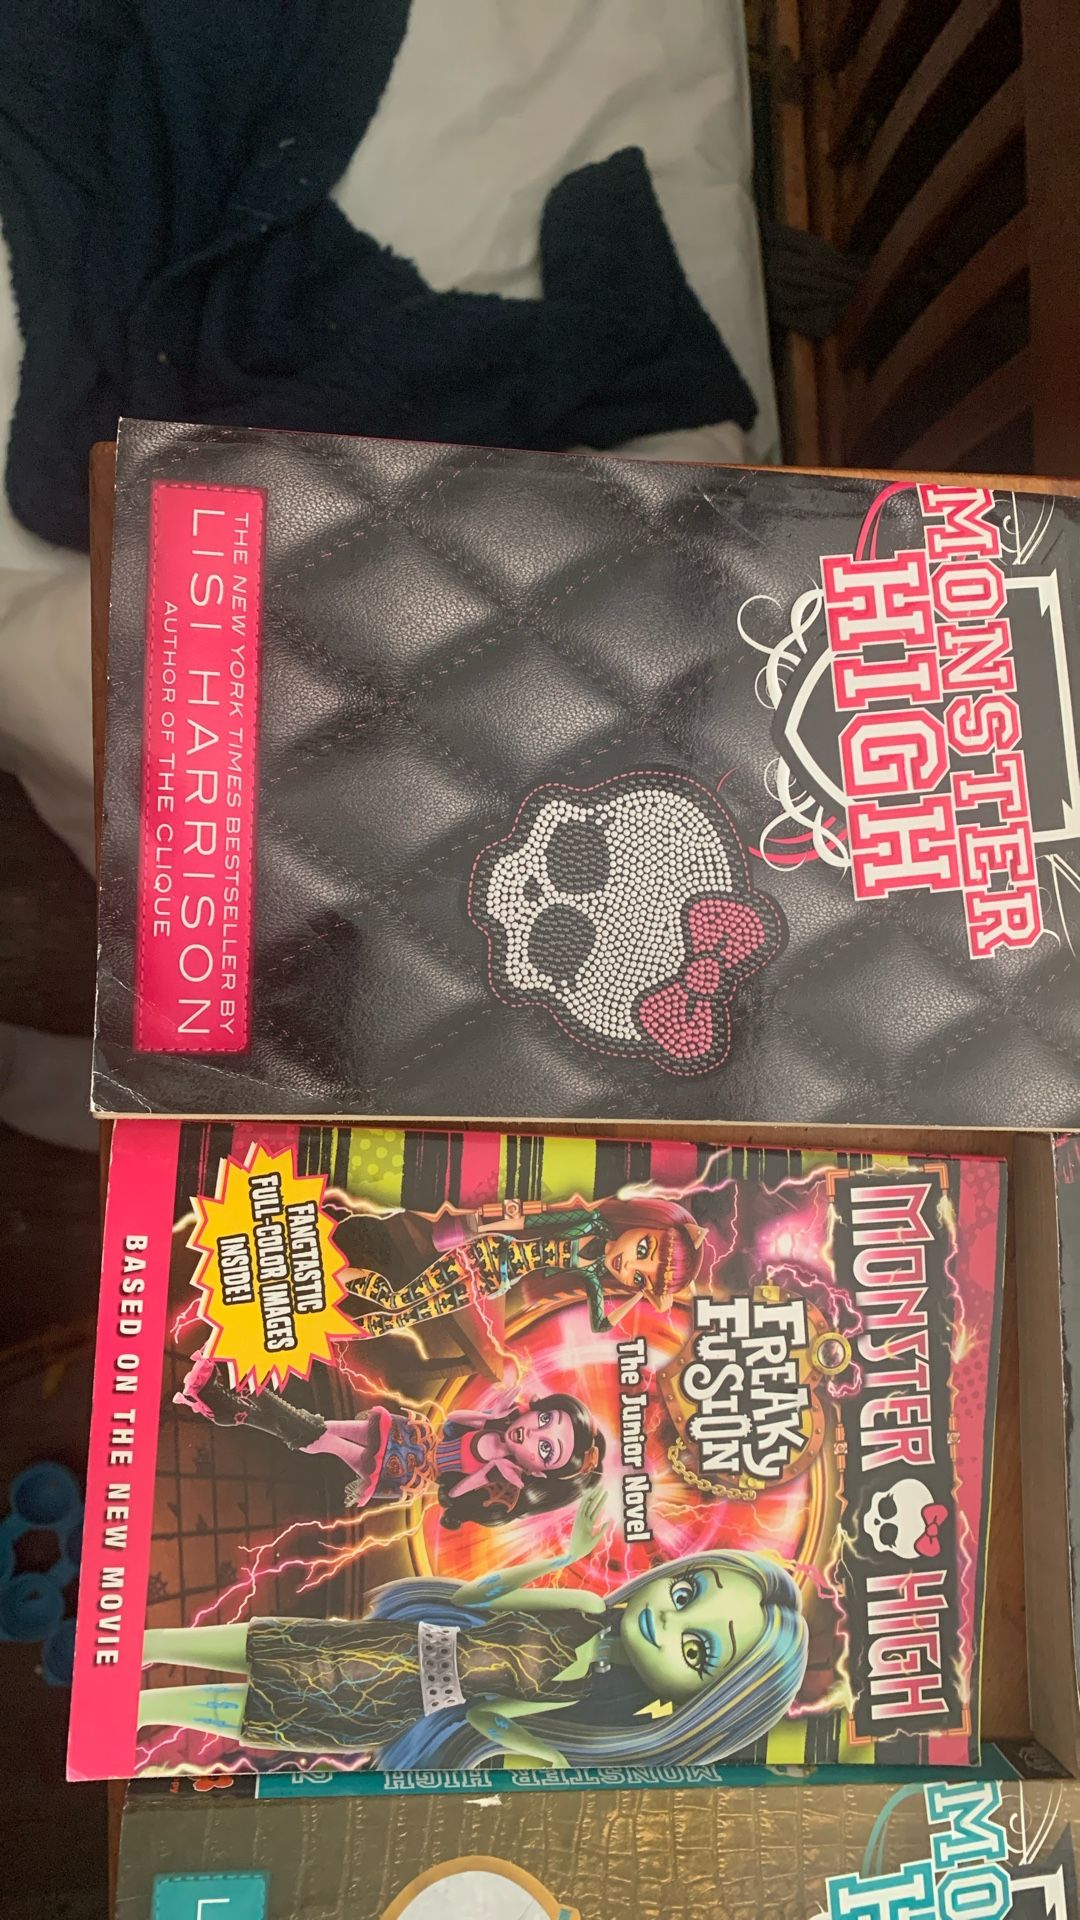 MONSTER
HIGH
THE NEW YORK TIMES BESTSELLER BY
LISI HARRISON
AUTHOR OF THE CLIQUE
MONSTER HIGH
FREAKY
FUSION
The Junior Novel
FANGTASTIC
FULL-COLOR IMAGES
INSIDE!
BASED ON THE NEW MOVIE
MONSTER HIGH 2
MO
H
L